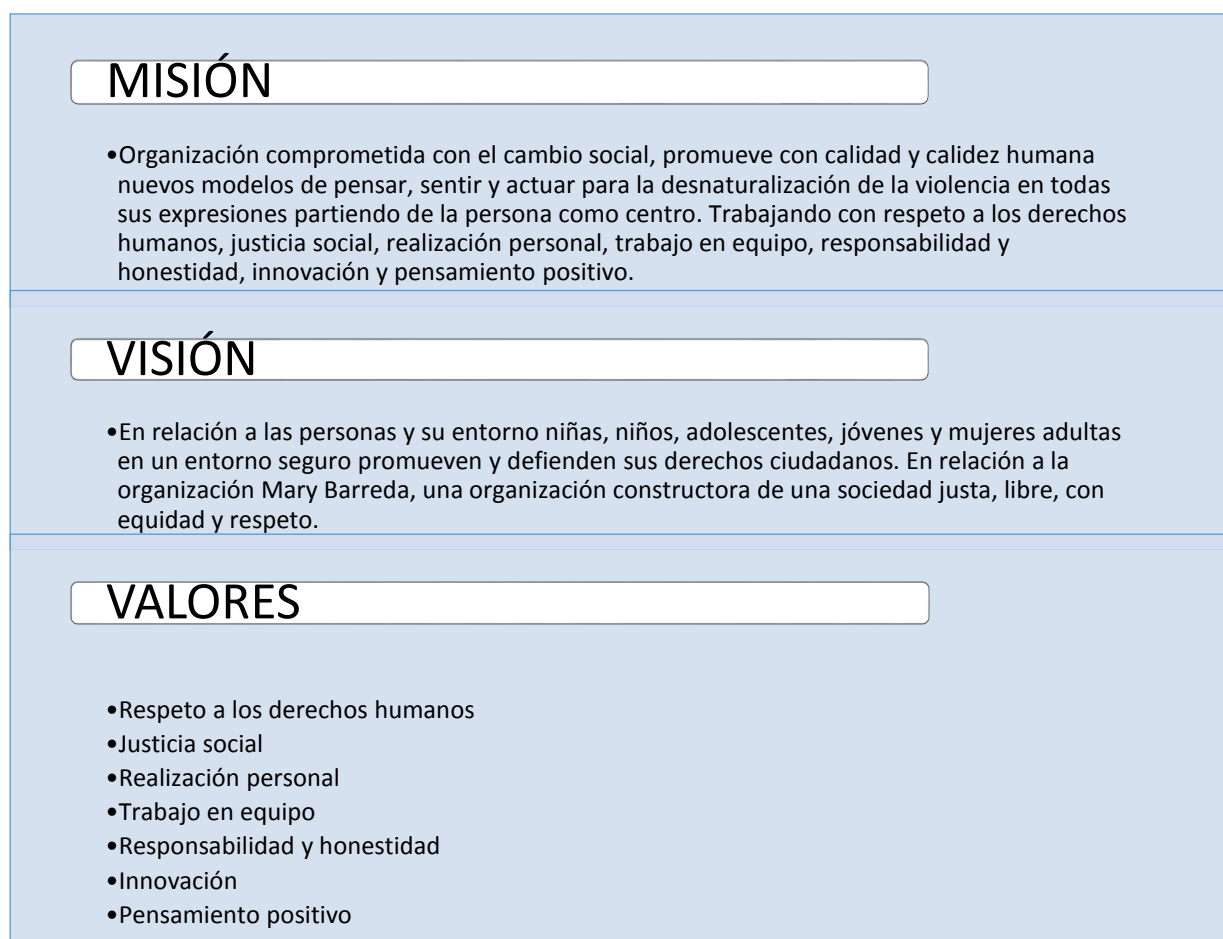 MISIÓN
•Organización comprometida con el cambio social, promueve con calidad y calidez humana
nuevos modelos de pensar, sentir y actuar para la desnaturalización de la violencia en todas
sus expresiones partiendo de la persona como centro. Trabajando con respeto a los derechos
humanos, justicia social, realización personal, trabajo en equipo, responsabilidad y
honestidad, innovación y pensamiento positivo.
VISIÓN
•En relación a las personas y su entorno niñas, niños, adolescentes, jóvenes y mujeres adultas
en un entorno seguro promueven y defienden sus derechos ciudadanos. En relación a la
organización Mary Barreda, una organización constructora de una sociedad justa, libre, con
equidad y respeto.
VALORES
•Respeto a los derechos humanos
•Justicia social
•Realización personal
•Trabajo en equipo
•Responsabilidad y honestidad
•Innovación
•Pensamiento positivo